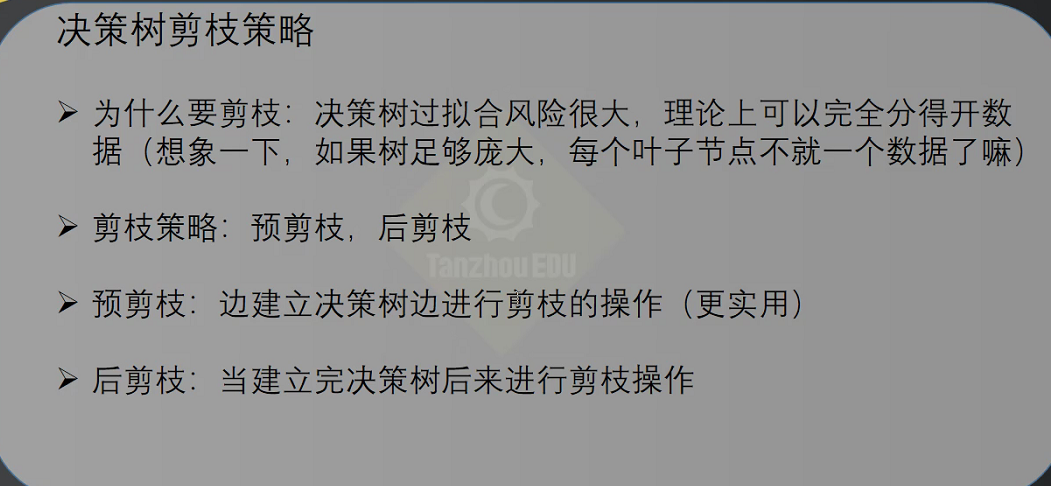 决策树剪枝策略
➢ 为什么要剪枝：决策树过拟合风险很大，理论上可以完全分得开数
据（想象一下，如果树足够庞大，每个叶子节点不就一个数据了嘛）
➢ 剪枝策略：预剪枝，后剪枝
Tanzhou EDU
➢ 预剪枝：边建立决策树边进行剪枝的操作（更实用）
➢ 后剪枝：当建立完决策树后来进行剪枝操作